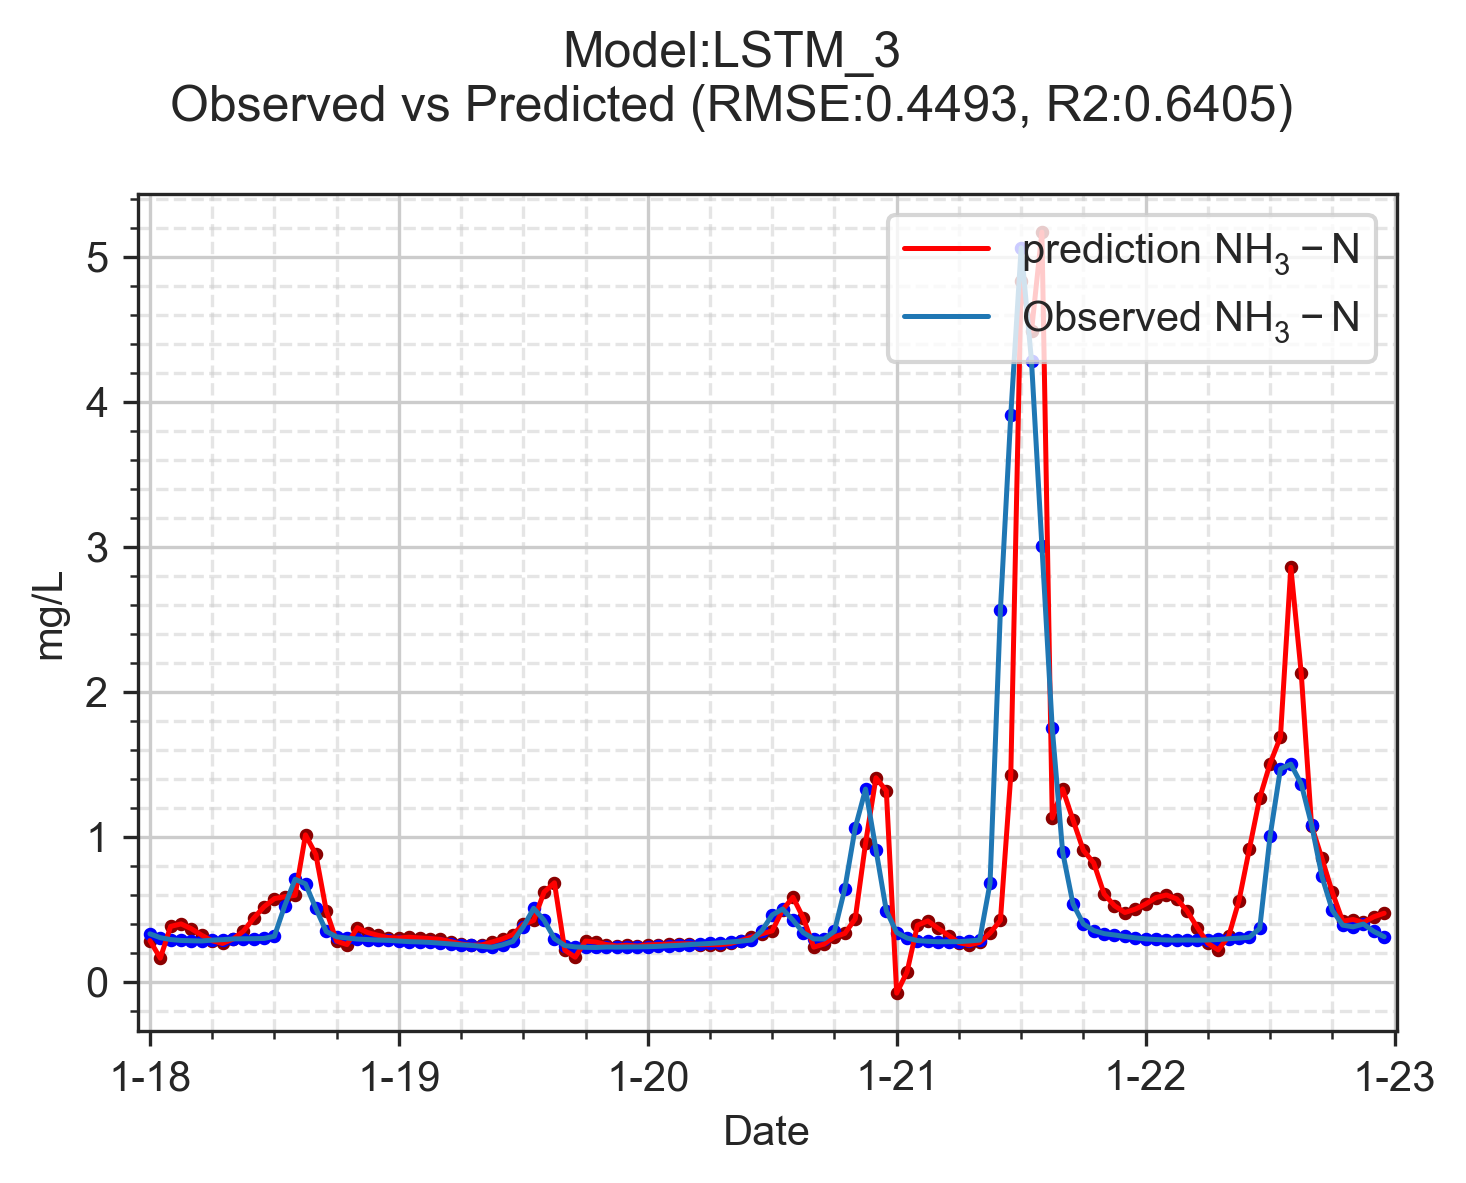 Model:LSTM_3
Observed vs Predicted (RMSE:0.4493, R2:0.6405)
prediction NH₃ − N
Observed NH₃ − N
5
4
3
2
1
0
mg/L
1-18 1-19 1-20 1-21 1-22 1-23
Date